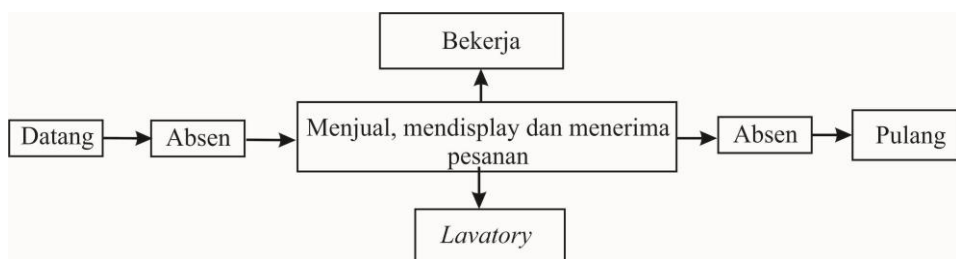 Bekerja
Datang
Absen
Menjual, mendisplay dan menerima
pesanan
Absen
Pulang
Lavatory